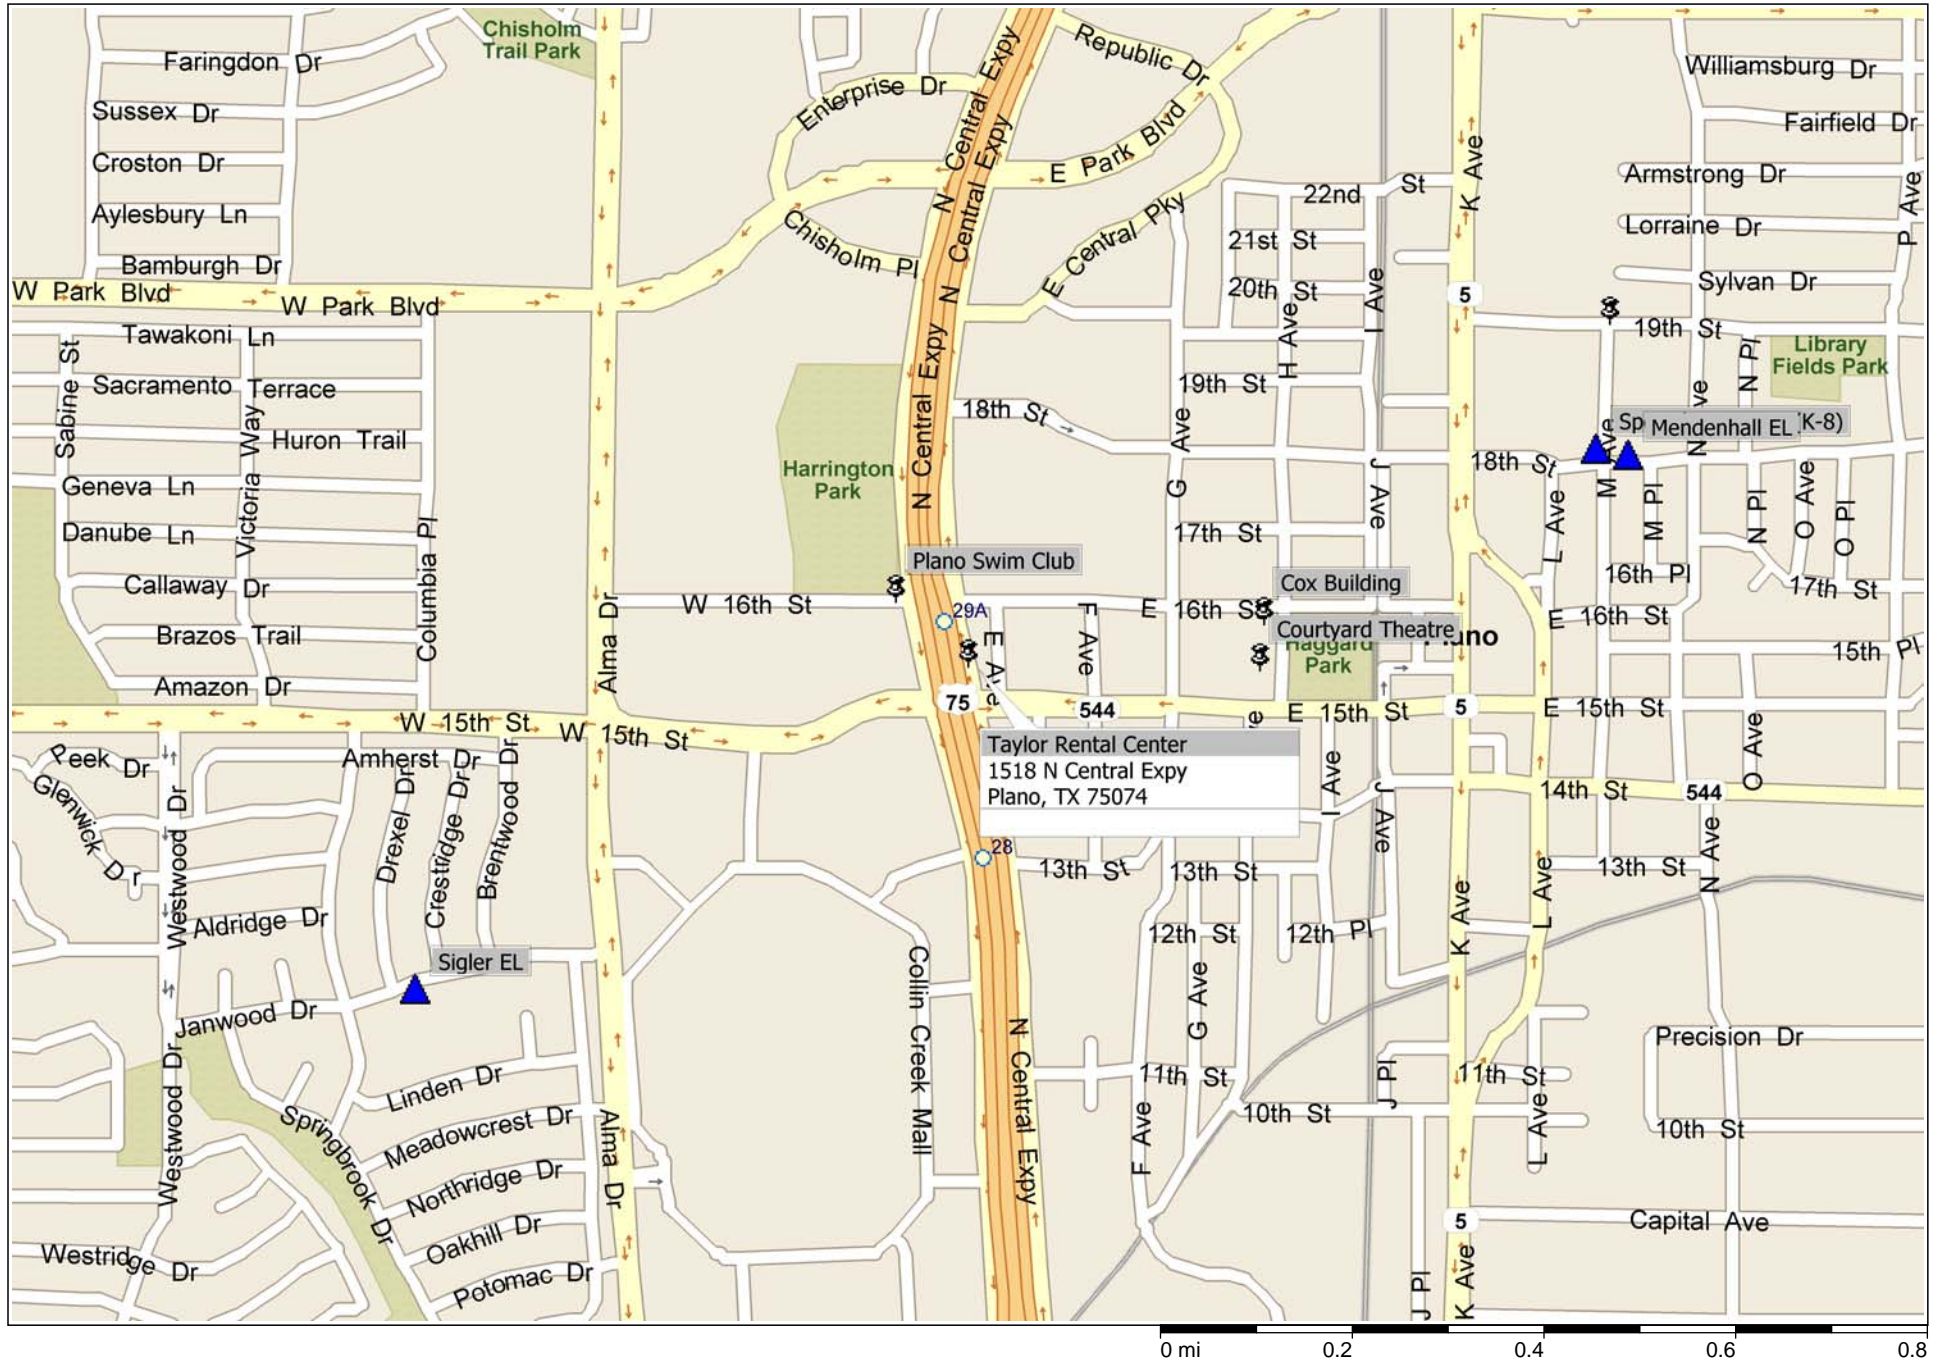 Chisholm
Trail Park
Faringdon Dr
Sussex Dr
Croston Dr
Aylesbury Ln
Bamburgh Dr
W Park Blvd
W Park Blvd
Enterprise Dr
N Central Expy
N Central Expy
Republic Dr
E Park Blvd
Chisholm Pl
E Central Pky
22nd St
21st St
20th St
K Ave
Williamsburg Dr
Fairfield Dr
Armstrong Dr
Lorraine Dr
Sylvan Dr
P Ave
I Ave
H Ave
5
19th St
N Pl
Library
Fields Park
Tawakoni Ln
Sabine St
Sacramento Terrace
Victoria Way
Huron Trail
Geneva Ln
Danube Ln
Callaway Dr
Brazos Trail
Amazon Dr
Columbia Pl
Alma Dr
Harrington
Park
N Central Expy
18th St
19th St
G Ave
J Ave
17th St
18th St
L Ave
M Ave
Mendenhall EL
K-8)
M Pl
N Pl
O Ave
O Pl
16th Pl
17th St
E 16th St
15th Pl
Plano Swim Club
W 16th St
29A
E Ave
F Ave
E 16th St
Cox Building
Courtyard Theatre
Haggard
Park
75
544
E 15th St
5
E 15th St
O Ave
W 15th St
W 15th St
Taylor Rental Center
1518 N Central Expy
Plano, TX 75074
I Ave
J Ave
14th St
544
Peek Dr
Glenwick Dr
Westwood Dr
Amherst Dr
Drexel Dr
Crestridge Dr
Brentwood Dr
Aldridge Dr
Sigler EL
Janwood Dr
28
13th St
13th St
13th St
N Ave
K Ave
L Ave
12th St
12th Pl
G Ave
Collin Creek Mall
N Central Expy
Precision Dr
11th St
11th St
J Pl
10th St
10th St
L Ave
F Ave
Westwood Dr
Springbrook Dr
Linden Dr
Meadowcrest Dr
Northridge Dr
Oakhill Dr
Potomac Dr
Alma Dr
Westridge Dr
5
Capital Ave
J Pl
K Ave
0 mi 0.2 0.4 0.6 0.8